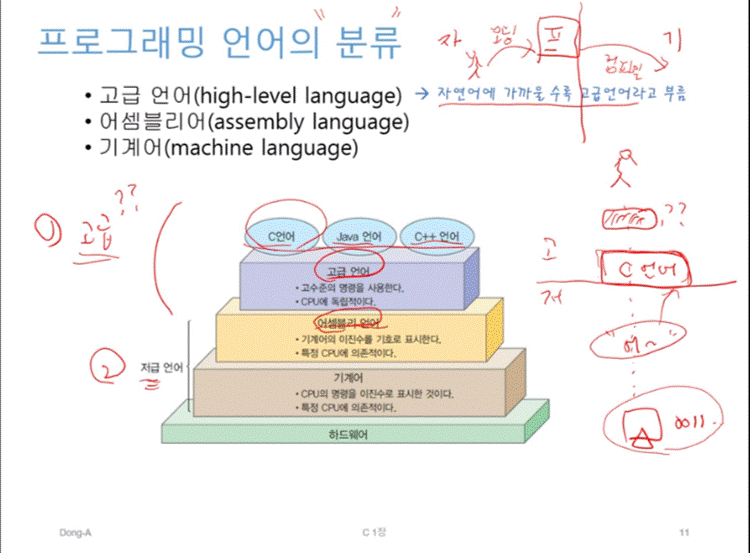 프로그래밍 언어의 "분류"
자 코딩 프 컴파일 기
• 고급 언어(high-level language)
→ 자연어에 가까울 수록 고급언어라고 부름
• 어셈블리어(assembly language)
• 기계어(machine language)
① 고급??
C언어 Java 언어 C++ 언어
고급 언어
• 고수준의 명령을 사용한다.
• CPU에 독립적이다.
어셈블리 언어
• 기계어의 이진수를 기호로 표시한다.
• 특정 CPU에 의존적이다.
② 저급 언어
기계어
• CPU의 명령을 이진수로 표시한 것이다.
• 특정 CPU에 의존적이다.
하드웨어
??
고
C언어
저
"어~"
0011.
Dong-A
C 1장
11